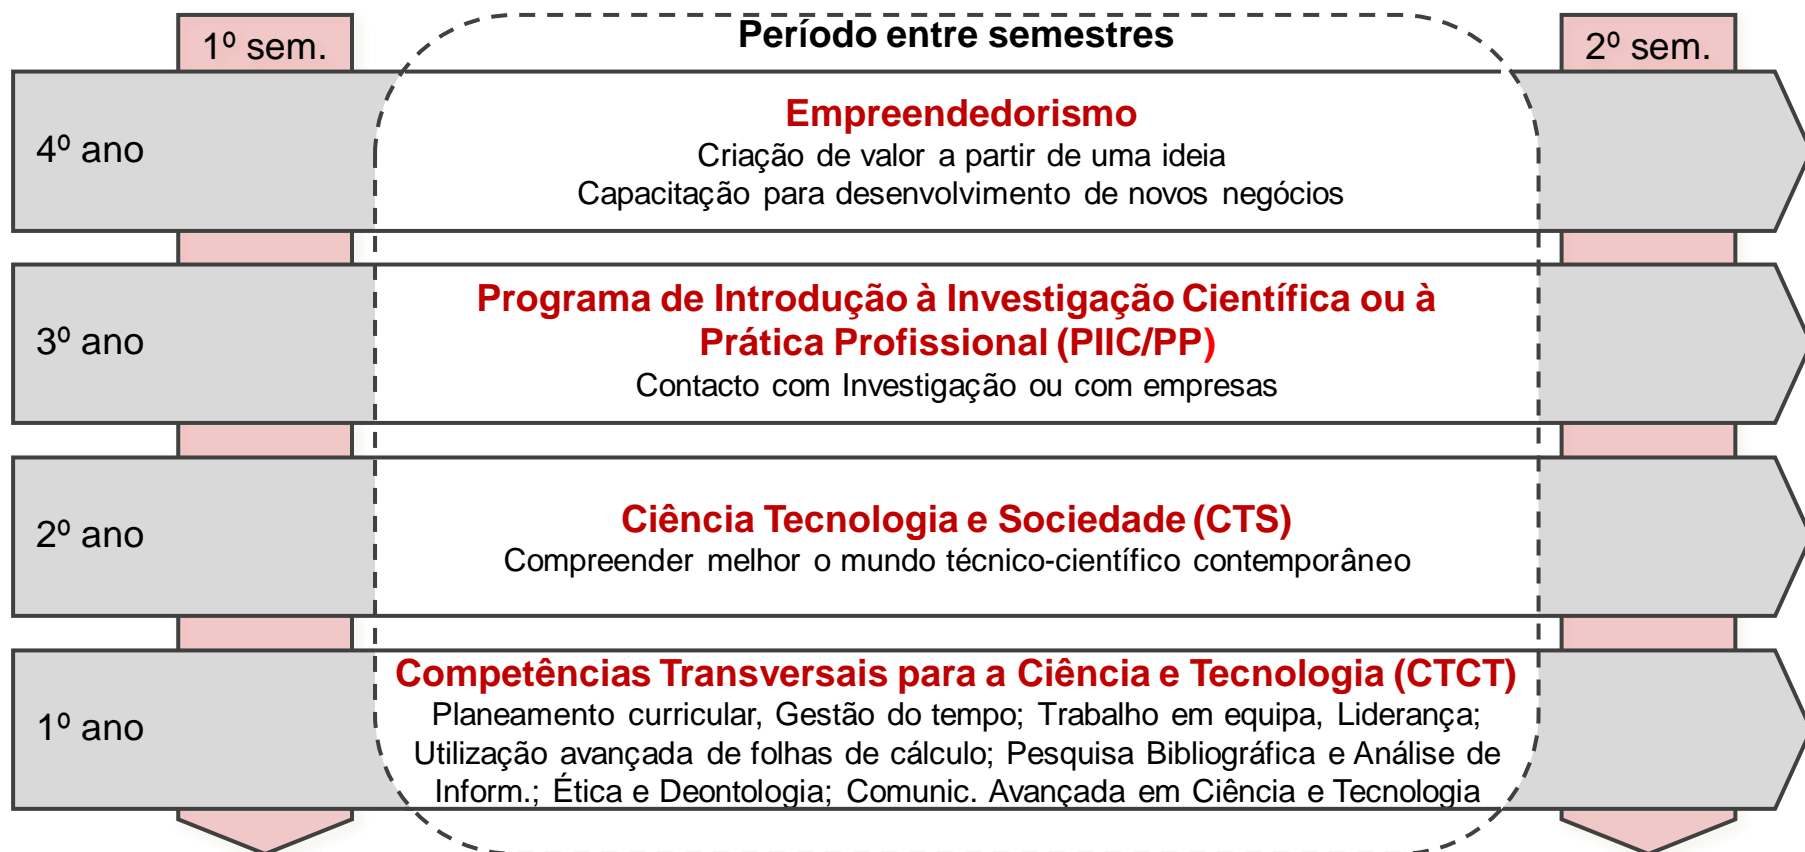 1º sem.
Período entre semestres
2º sem.
4º ano
Empreendedorismo
Criação de valor a partir de uma ideia
Capacitação para desenvolvimento de novos negócios
3º ano
Programa de Introdução à Investigação Científica ou à
Prática Profissional (PIIC/PP)
Contacto com Investigação ou com empresas
2º ano
Ciência Tecnologia e Sociedade (CTS)
Compreender melhor o mundo técnico-científico contemporâneo
1º ano
Competências Transversais para a Ciência e Tecnologia (CTCT)
Planeamento curricular, Gestão do tempo; Trabalho em equipa, Liderança;
Utilização avançada de folhas de cálculo; Pesquisa Bibliográfica e Análise de
Inform.; Ética e Deontologia; Comunic. Avançada em Ciência e Tecnologia